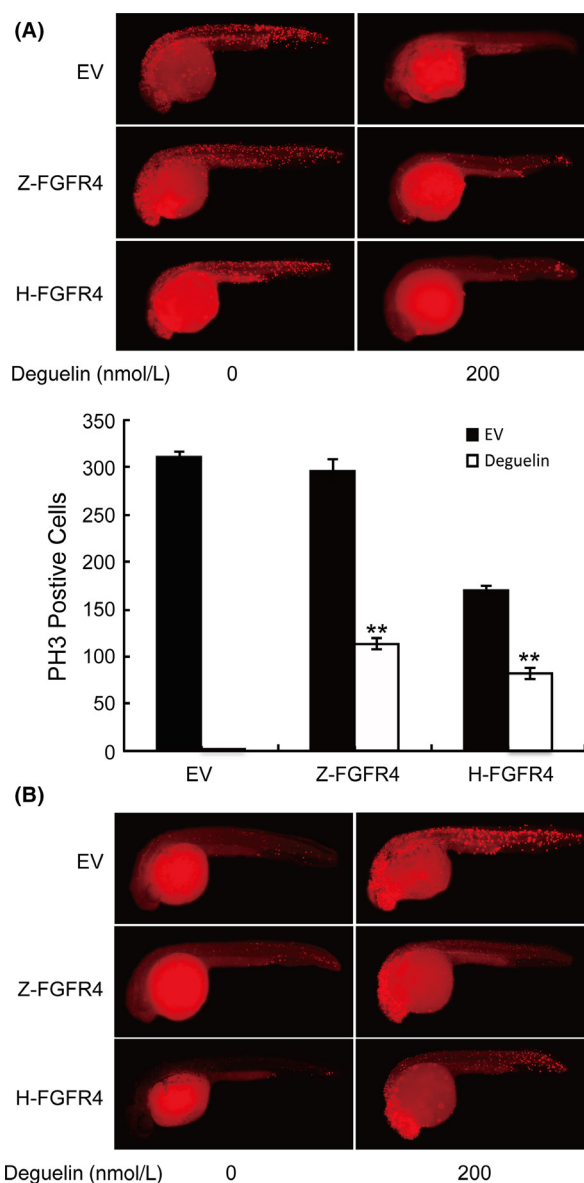 (A)
EV
Z-FGFR4
H-FGFR4
Deguelin (nmol/L) 0 200
350
300
250
200
150
100
50
0
PH3 Postive Cells
EV
Deguelin
**
**
EV Z-FGFR4 H-FGFR4
(B)
EV
Z-FGFR4
H-FGFR4
Deguelin (nmol/L) 0 200